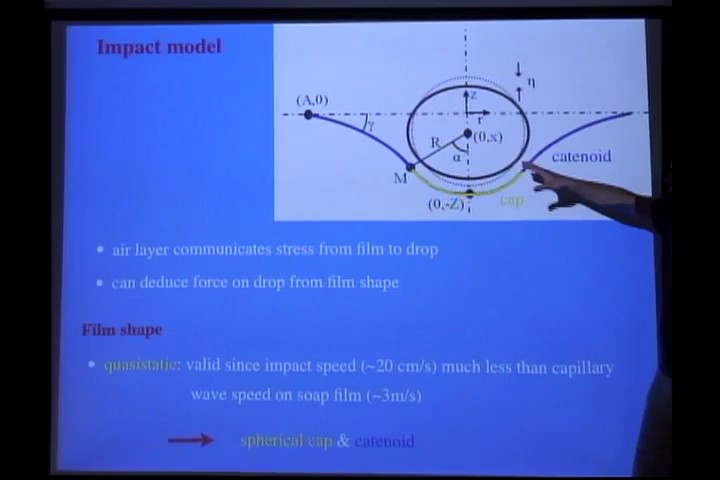 Impact model
η
(A,0)
z
γ
r
R
(0,x)
α
catenoid
M
(0,-Z)
cap
• air layer communicates stress from film to drop
• can deduce force on drop from film shape
Film shape
• quasistatic: valid since impact speed (~20 cm/s) much less than capillary
wave speed on soap film (~3m/s)
spherical cap & catenoid